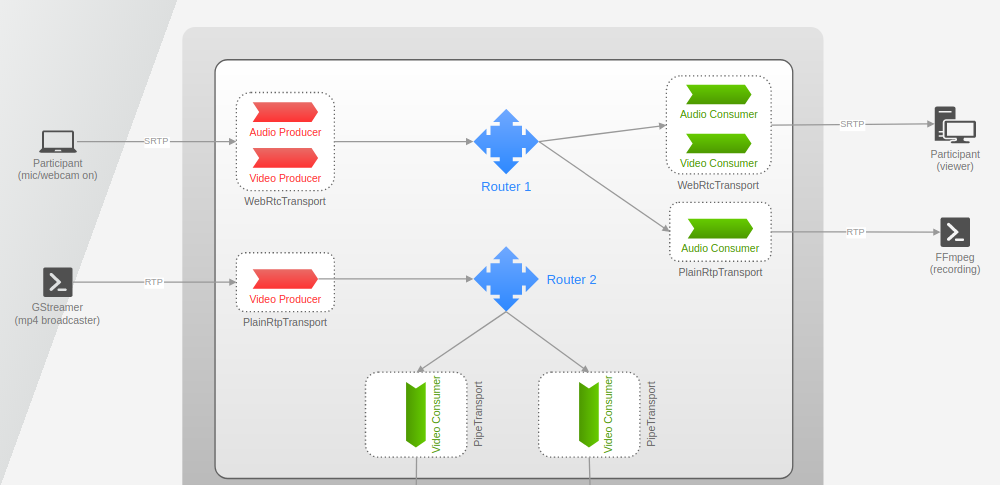 SRTP
Participant
(mic/webcam on)
Audio Producer
Video Producer
WebRtcTransport
Router 1
Audio Consumer
Video Consumer
WebRtcTransport
SRTP
Participant
(viewer)
Audio Consumer
PlainRtpTransport
RTP
FFmpeg
(recording)
RTP
GStreamer
(mp4 broadcaster)
Video Producer
PlainRtpTransport
Router 2
Video Consumer
PipeTransport
Video Consumer
PipeTransport